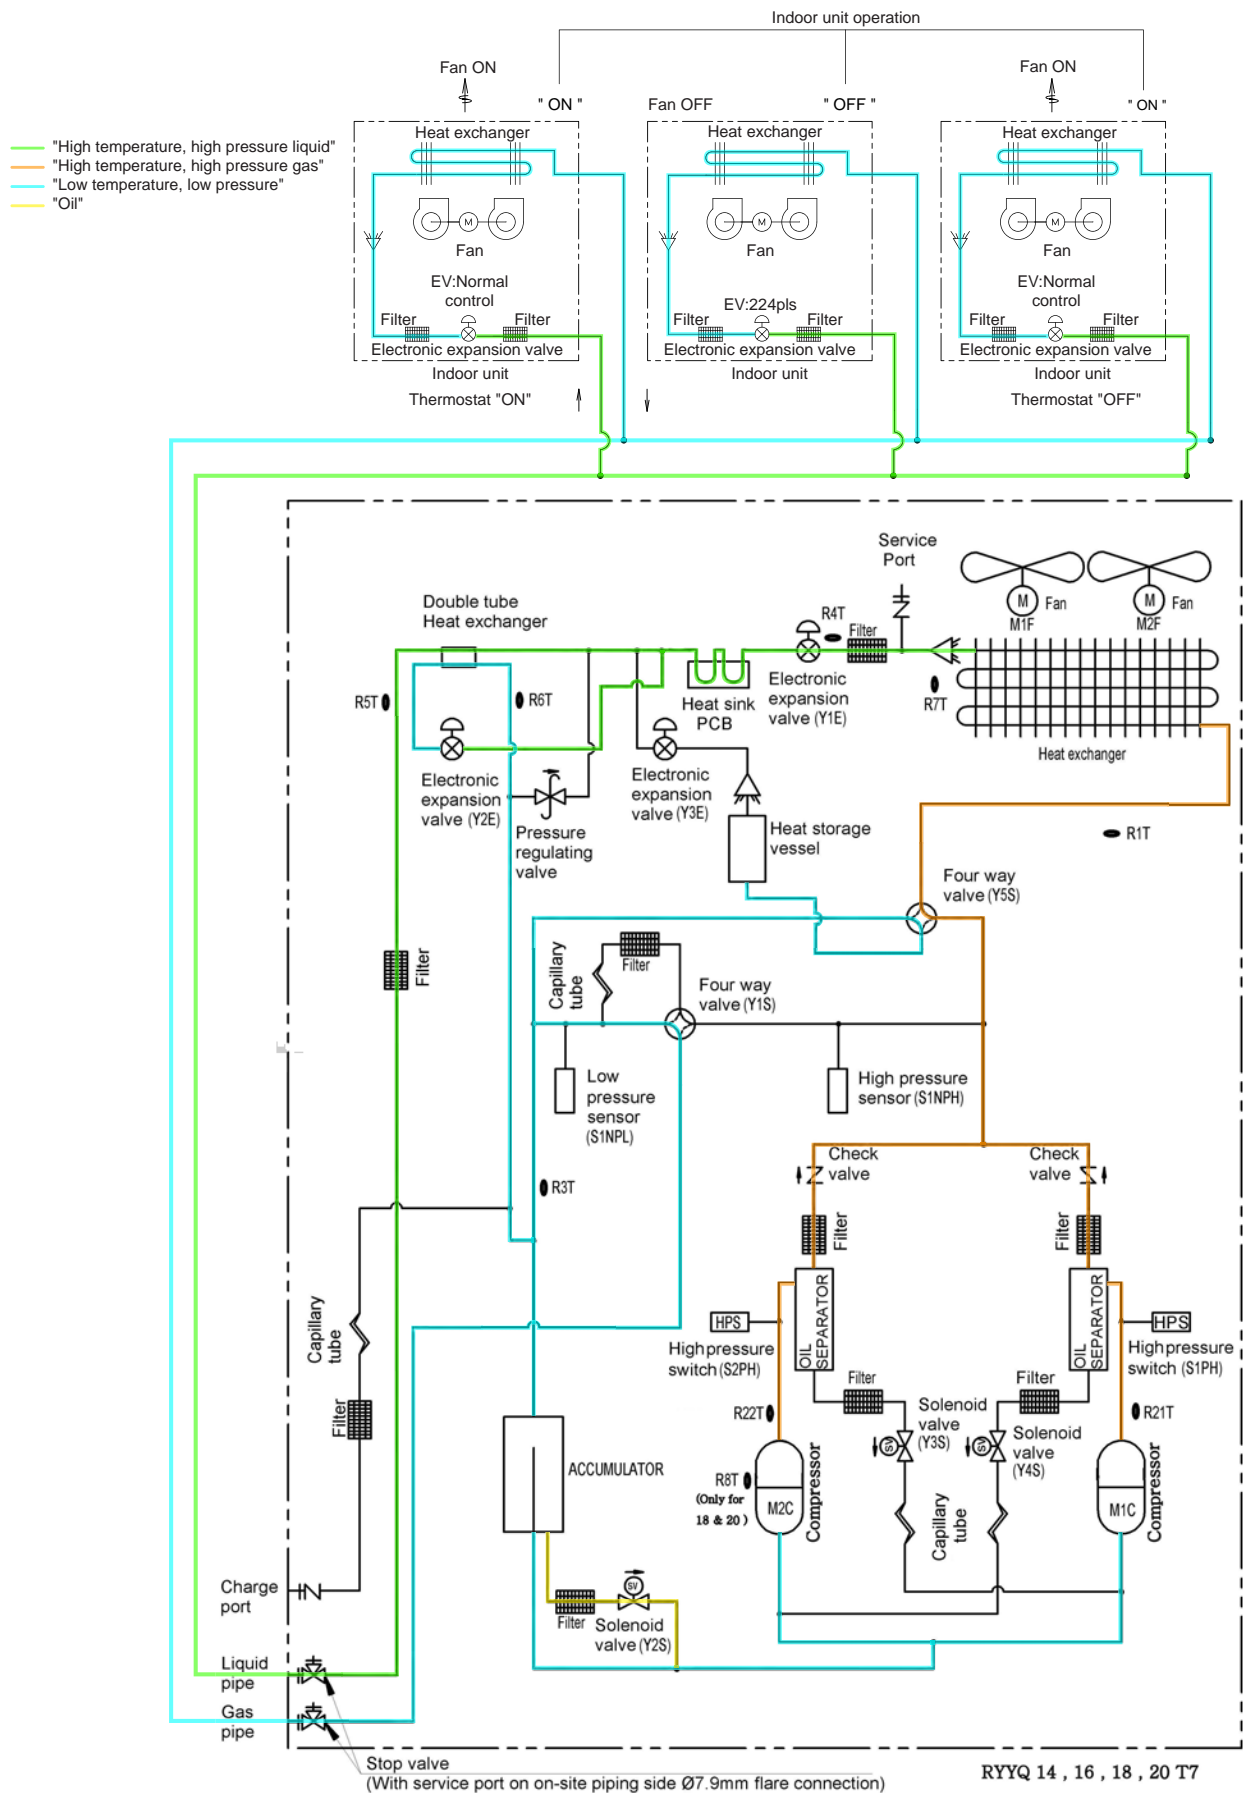 Indoor unit operation
Fan ON
" ON "
Fan OFF
" OFF "
Fan ON
" ON "
"High temperature, high pressure liquid"
"High temperature, high pressure gas"
"Low temperature, low pressure"
"Oil"
Heat exchanger
M
Fan
EV:Normal
control
Filter
Filter
Electronic expansion valve
Indoor unit
Thermostat "ON"
Heat exchanger
M
Fan
EV:224pls
Filter
Filter
Electronic expansion valve
Indoor unit
Heat exchanger
M
Fan
EV:Normal
control
Filter
Filter
Electronic expansion valve
Indoor unit
Thermostat "OFF"
Service
Port
M
Fan
M1F
M
Fan
M2F
Double tube
Heat exchanger
R4T
Filter
R5T
R6T
Heat sink
PCB
Electronic
expansion
valve (Y1E)
R7T
Heat exchanger
Electronic
expansion
valve (Y2E)
Pressure
regulating
valve
Electronic
expansion
valve (Y3E)
Heat storage
vessel
R1T
Four way
valve (Y5S)
Filter
Capillary
tube
Filter
Four way
valve (Y1S)
Low
pressure
sensor
(S1NPL)
High pressure
sensor (S1NPH)
Check
valve
Check
valve
R3T
Filter
Filter
Capillary
tube
HPS
High pressure
switch (S2PH)
OIL
SEPARATOR
OIL
SEPARATOR
HPS
High pressure
switch (S1PH)
Filter
Filter
Filter
R22T
Solenoid
valve
(Y3S)
SV
SV
Solenoid
valve
(Y4S)
R21T
ACCUMULATOR
R8T
(Only for
18 & 20 )
M2C
Compressor
Capillary
tube
M1C
Compressor
Charge
port
SV
Filter
Solenoid
valve (Y2S)
Liquid
pipe
Gas
pipe
Stop valve
(With service port on on-site piping side Ø7.9mm flare connection)
RYYQ 14 , 16 , 18 , 20 T7